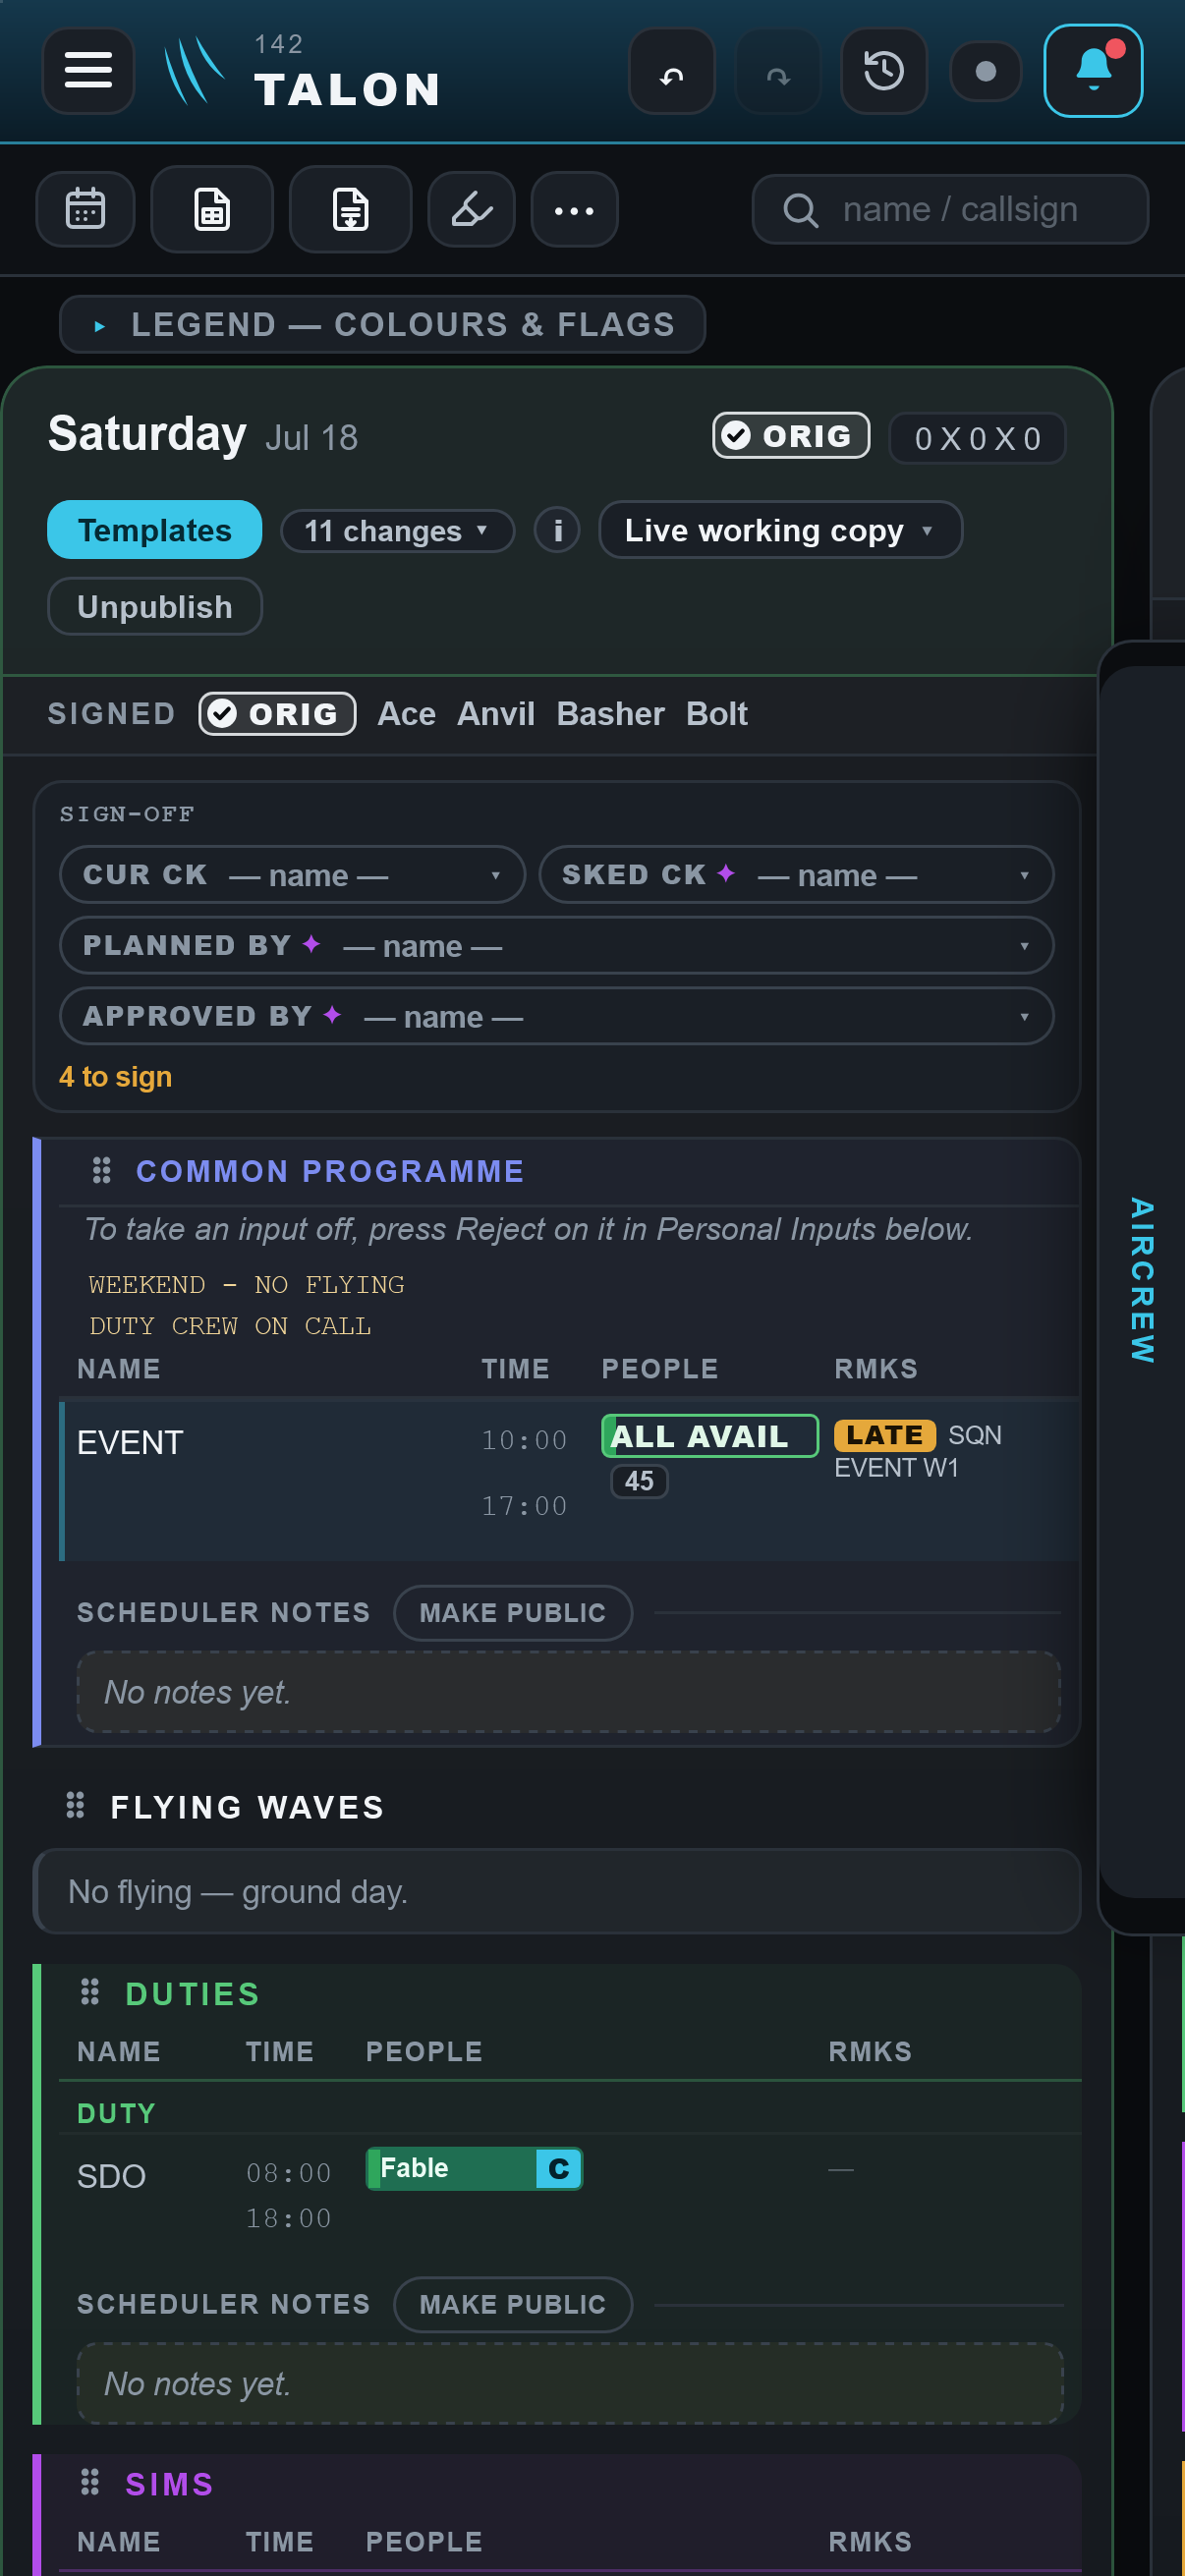 142
TALON
name / callsign
LEGEND — COLOURS & FLAGS
Saturday Jul 18
ORIG
0 X 0 X 0
Templates
11 changes
i
Live working copy
Unpublish
SIGNED ORIG Ace Anvil Basher Bolt
SIGN-OFF
CUR CK — name —
SKED CK — name —
PLANNED BY — name —
APPROVED BY — name —
4 to sign
COMMON PROGRAMME
To take an input off, press Reject on it in Personal Inputs below.
WEEKEND - NO FLYING
DUTY CREW ON CALL
NAME TIME PEOPLE RMKS
EVENT 10:00 ALL AVAIL LATE SQN
45 EVENT W1
17:00
SCHEDULER NOTES MAKE PUBLIC
No notes yet.
AIRCREW
FLYING WAVES
No flying — ground day.
DUTIES
NAME TIME PEOPLE RMKS
DUTY
SDO 08:00 Fable C —
18:00
SCHEDULER NOTES MAKE PUBLIC
No notes yet.
SIMS
NAME TIME PEOPLE RMKS